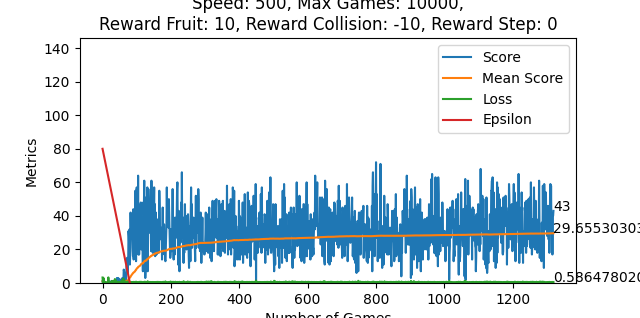 Speed: 500, Max Games: 10000,
Reward Fruit: 10, Reward Collision: -10, Reward Step: 0
140
120
100
80
60
40
20
0
Metrics
Score
Mean Score
Loss
Epsilon
43
29.65530303
0.586478020
0 200 400 600 800 1000 1200
Number of Games